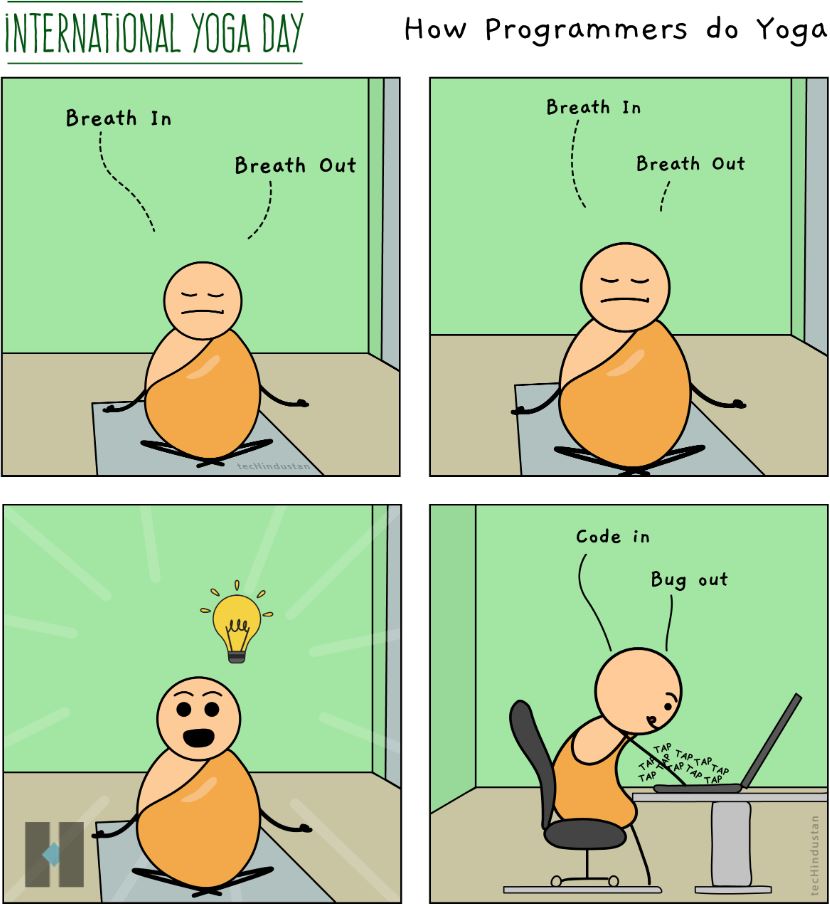 INTERNATIONAL YOGA DAY
How Programmers do Yoga
Breath In
Breath Out
tecHindustan
Breath In
Breath Out
Code in
Bug out
TAP
TAP
TAP
TAP
TAP
TAP
TAP
TAP
TAP
TAP
TAP
tecHindustan